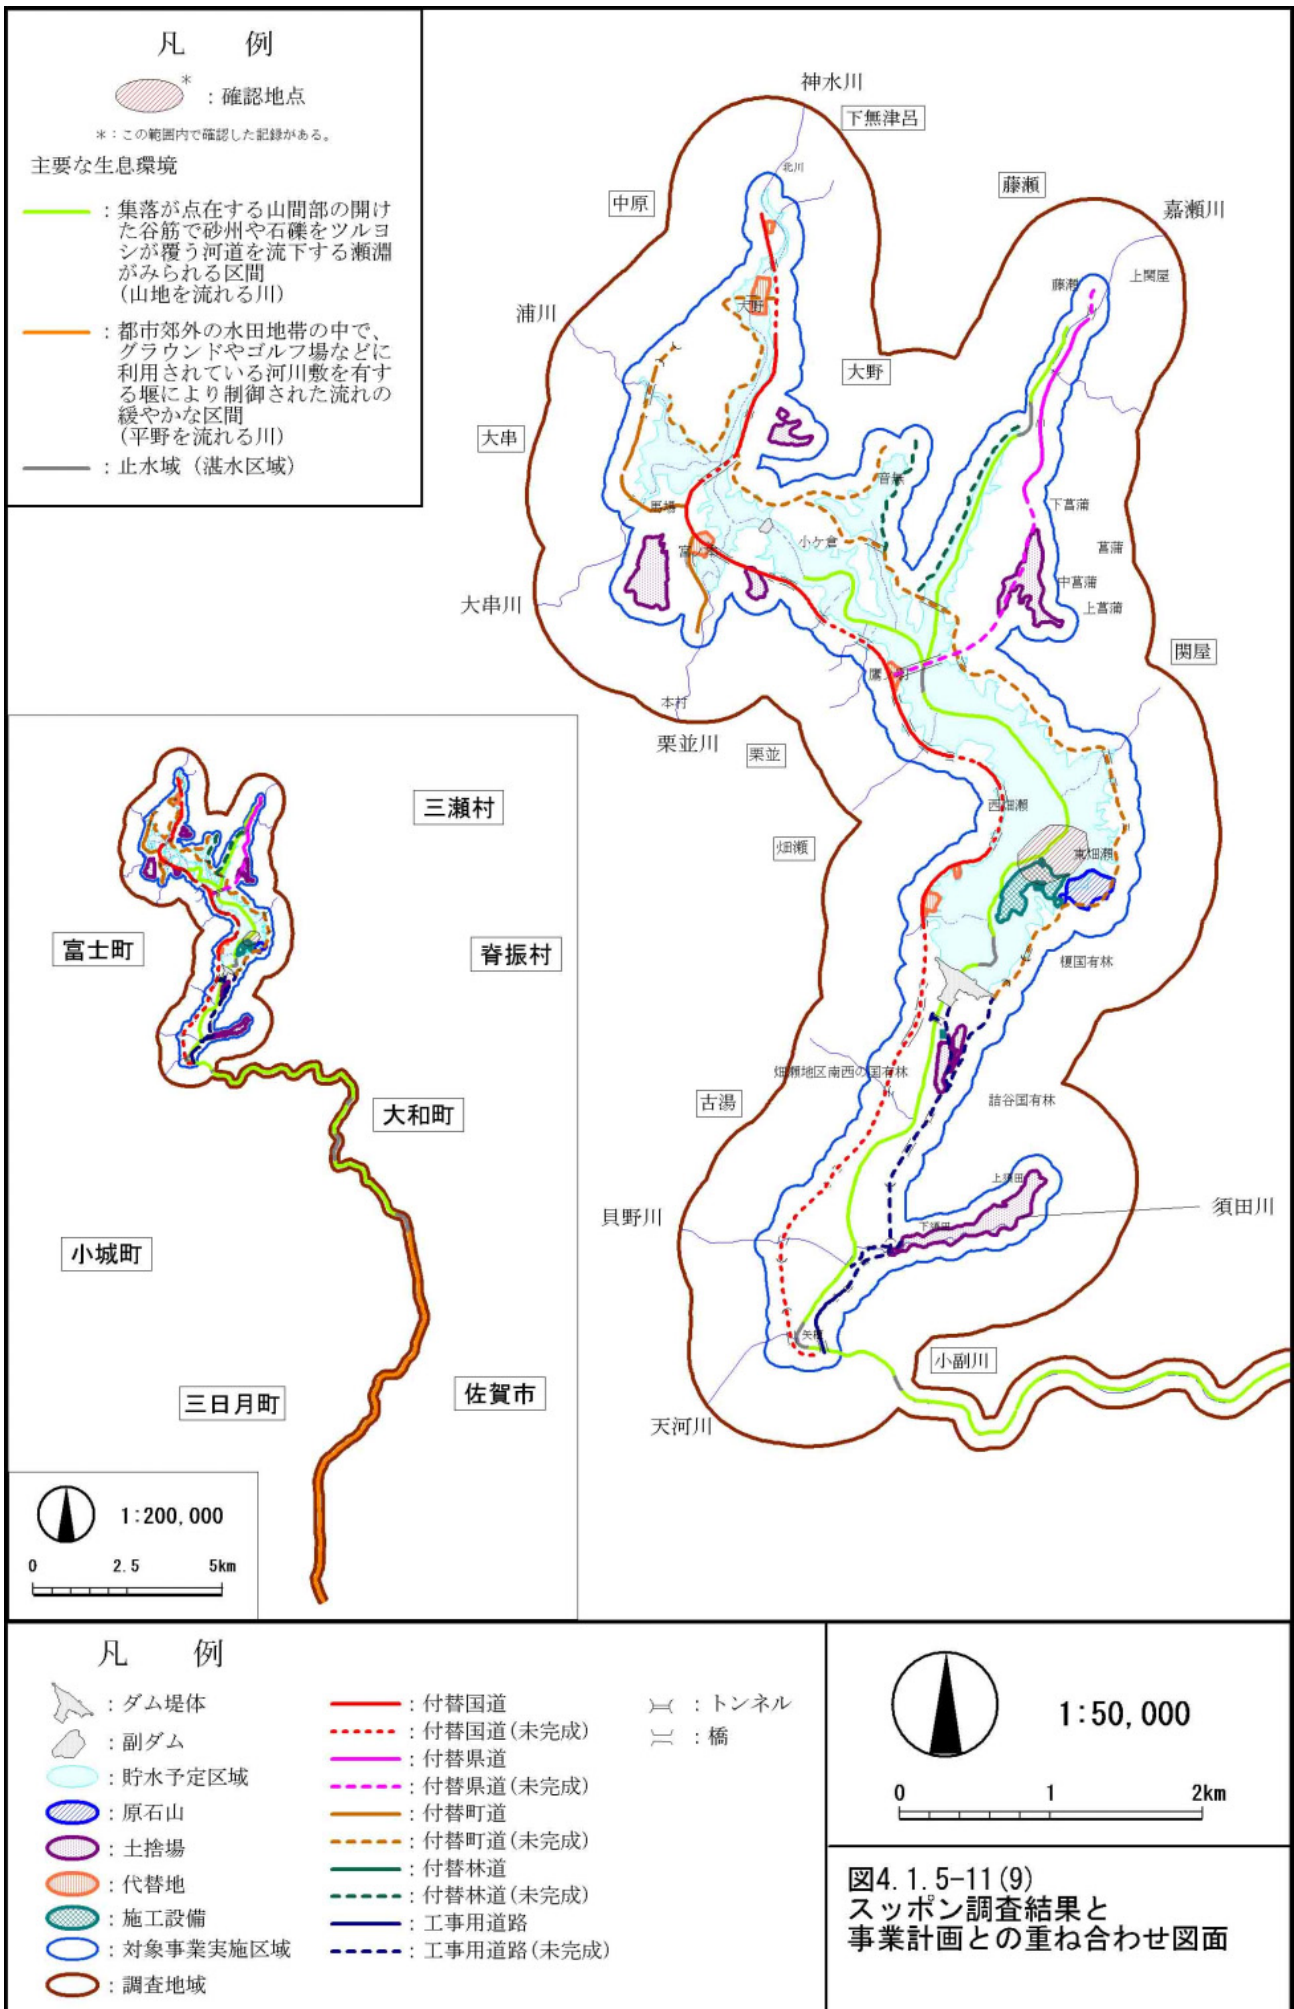 凡 例
* ：確認地点
＊：この範囲内で確認した記録がある。
主要な生息環境
：集落が点在する山間部の開け
た谷筋で砂州や石礫をツルヨ
シが覆う河道を流下する瀬淵
がみられる区間
（山地を流れる川）
：都市郊外の水田地帯の中で、
グラウンドやゴルフ場などに
利用されている河川敷を有す
る堰により制御された流れの
緩やかな区間
（平野を流れる川）
：止水域（湛水区域）
神水川
下無津呂
北川
藤瀬
嘉瀬川
中原
上関屋
藤瀬
浦川
大野
大野
大串
音無
馬場
下菖蒲
小ケ倉
菖蒲
中菖蒲
大串川
上菖蒲
関屋
本村
栗並川
栗並
西畑瀬
畑瀬
東畑瀬
榎国有林
畑瀬地区南西の国有林
古湯
詰谷国有林
上須田
貝野川
須田川
下須田
矢櫃
小副川
天河川
三瀬村
富士町
脊振村
大和町
小城町
三日月町
佐賀市
1:200,000
0 2.5 5km
凡 例
：ダム堤体
：副ダム
：貯水予定区域
：原石山
：土捨場
：代替地
：施工設備
：対象事業実施区域
：調査地域
：付替国道
：付替国道(未完成)
：付替県道
：付替県道(未完成)
：付替町道
：付替町道(未完成)
：付替林道
：付替林道(未完成)
：工事用道路
：工事用道路(未完成)
：トンネル
：橋
1:50,000
0 1 2km
図4.1.5-11(9)
スッポン調査結果と
事業計画との重ね合わせ図面